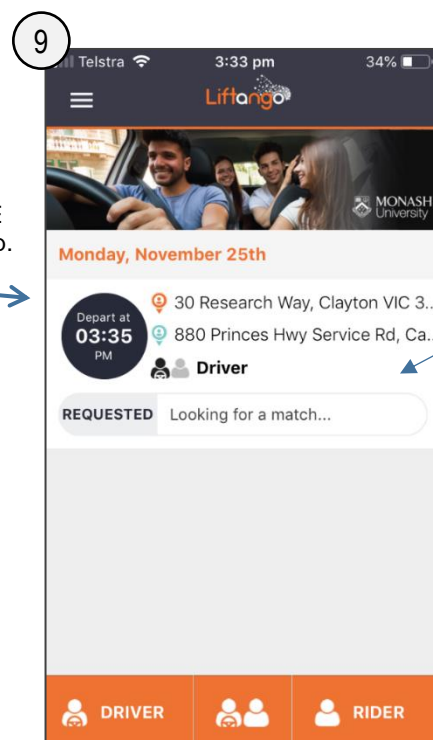 9
Telstra 3:33 pm 34%
Liftango
MONASH
University
E
o.
Monday, November 25th
Depart at
03:35
PM
30 Research Way, Clayton VIC 3..
880 Princes Hwy Service Rd, Ca..
Driver
REQUESTED Looking for a match...
DRIVER RIDER